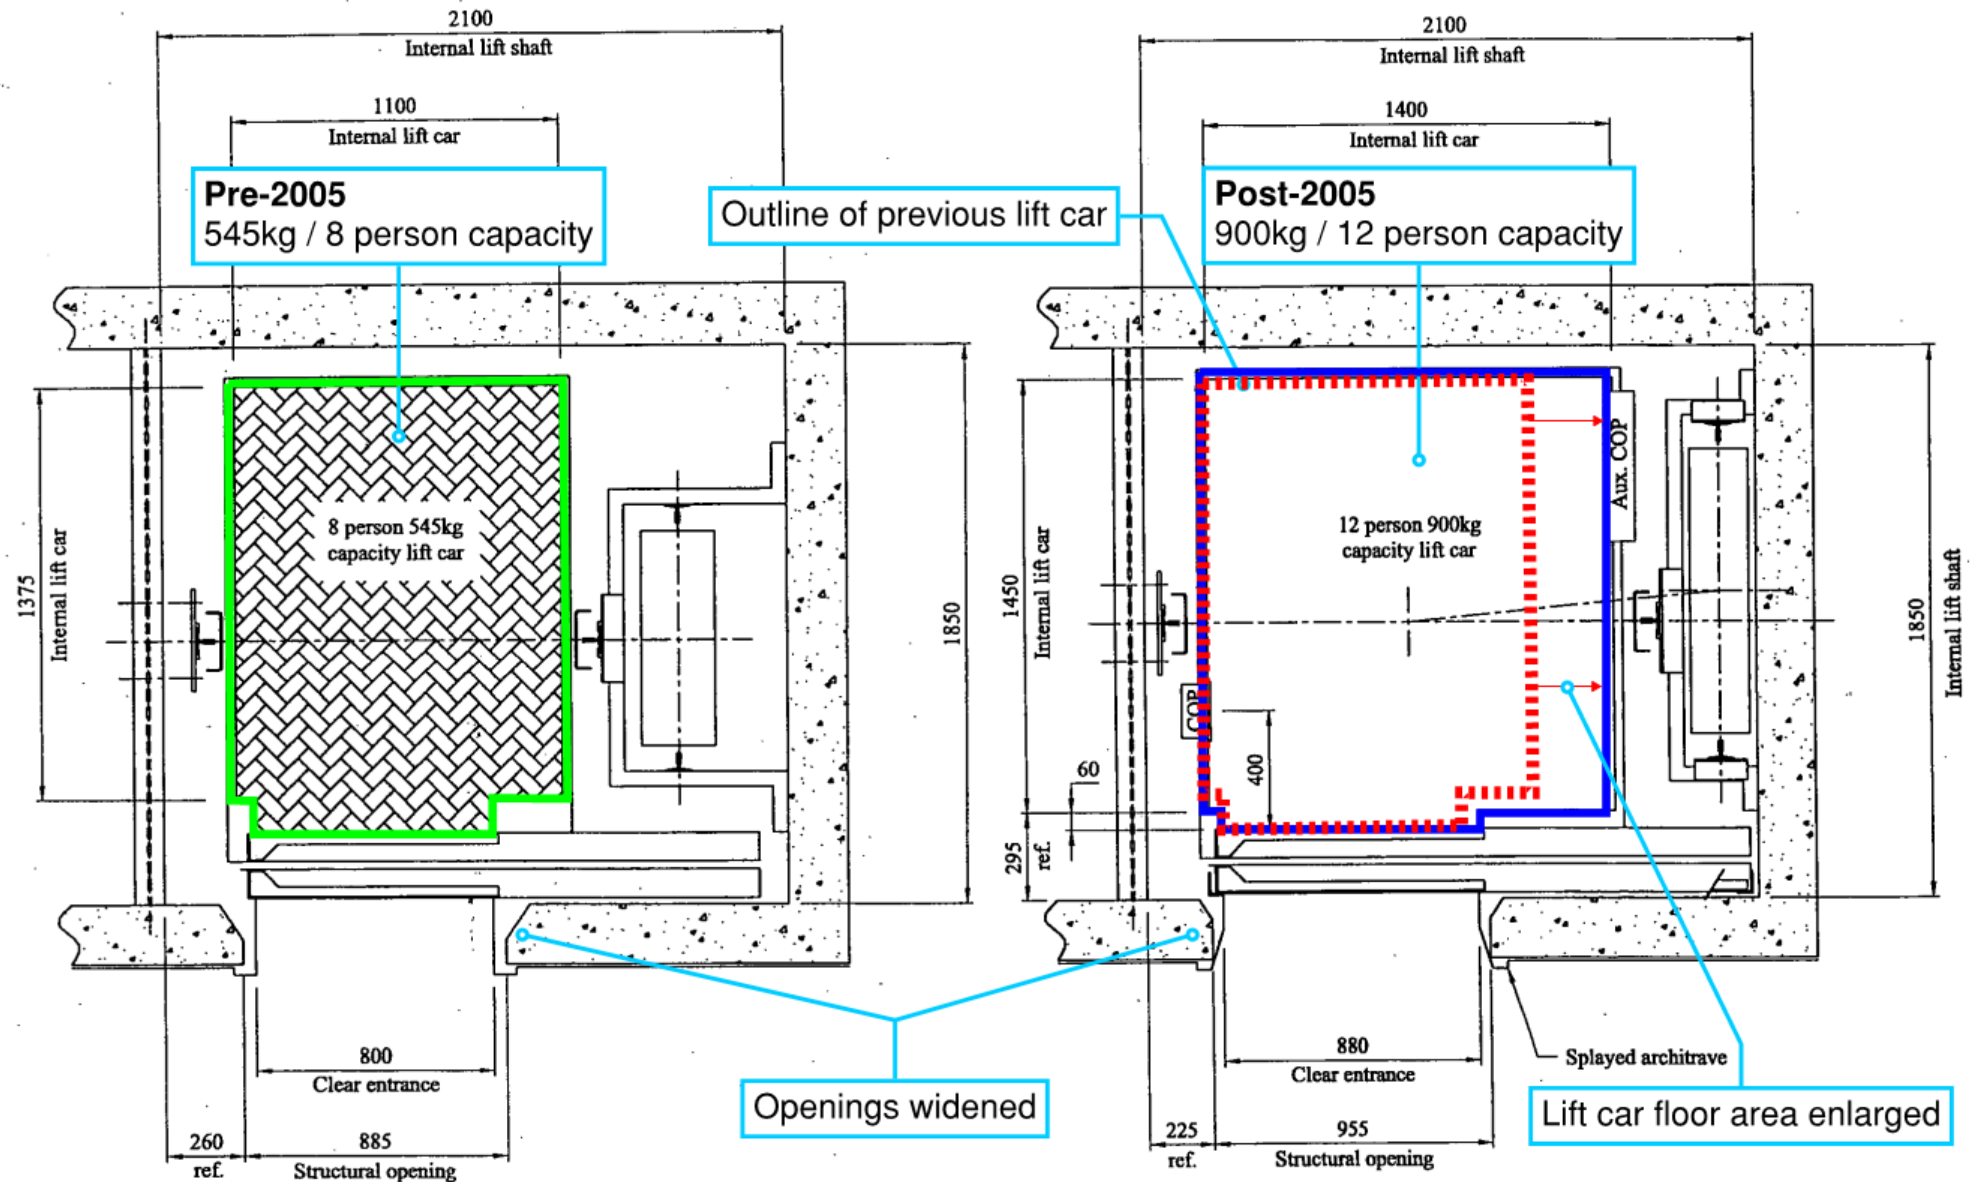 2100
Internal lift shaft
1100
Internal lift car
Pre-2005
545kg / 8 person capacity
8 person 545kg
capacity lift car
1375
Internal lift car
1850
800
Clear entrance
260
ref.
885
Structural opening
Outline of previous lift car
Openings widened
2100
Internal lift shaft
1400
Internal lift car
Post-2005
900kg / 12 person capacity
Aux. COP
12 person 900kg
capacity lift car
1450
Internal lift car
COP
60
400
295
ref.
1850
Internal lift shaft
880
Clear entrance
Splayed architrave
Lift car floor area enlarged
225
ref.
955
Structural opening